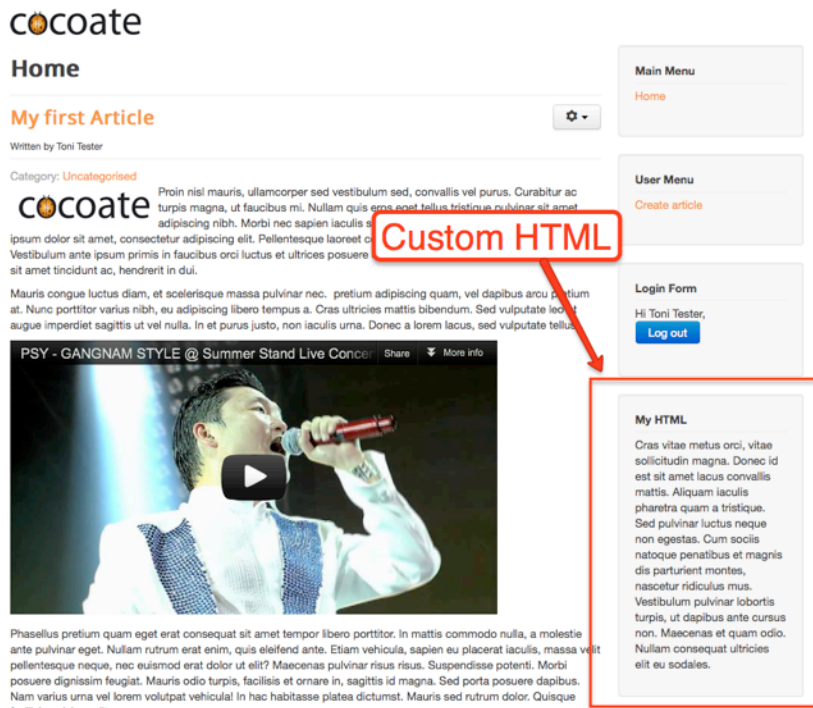 cocoate
Home
My first Article
Written by Toni Tester
Category: Uncategorised
cocoate
Proin nisl mauris, ullamcorper sed vestibulum sed, convallis vel purus. Curabitur ac
turpis magna, ut faucibus mi. Nullam quis eros eget tellus tristique pulvinar sit amet
adipiscing nibh. Morbi nec sapien iaculis
ipsum dolor sit amet, consectetur adipiscing elit. Pellentesque laoreet
Vestibulum ante ipsum primis in faucibus orci luctus et ultrices posuere
sit amet tincidunt ac, hendrerit in dui.
Mauris congue luctus diam, et scelerisque massa pulvinar nec. pretium adipiscing quam, vel dapibus arcu pretium
at. Nunc porttitor varius nibh, eu adipiscing libero tempus a. Cras ultricies mattis bibendum. Sed vulputate leo
augue imperdiet sagittis ut vel nulla. In et purus justo, non iaculis urna. Donec a lorem lacus, sed vulputate tellus
PSY - GANGNAM STYLE @ Summer Stand Live Concer
Share
More info
Phasellus pretium quam eget erat consequat sit amet tempor libero porttitor. In mattis commodo nulla, a molestie
ante pulvinar eget. Nullam rutrum erat enim, quis eleifend ante. Etiam vehicula, sapien eu placerat iaculis, massa velit
pellentesque neque, nec euismod erat dolor ut elit? Maecenas pulvinar risus risus. Suspendisse potenti. Morbi
posuere dignissim feugiat. Mauris odio turpis, facilisis et ornare in, sagittis id magna. Sed porta posuere dapibus.
Nam varius urna vel lorem volutpat vehicula! In hac habitasse platea dictumst. Mauris sed rutrum dolor. Quisque
Custom HTML
Main Menu
Home
User Menu
Create article
Login Form
Hi Toni Tester,
Log out
My HTML
Cras vitae metus orci, vitae
sollicitudin magna. Donec id
est sit amet lacus convallis
mattis. Aliquam iaculis
pharetra quam a tristique.
Sed pulvinar luctus neque
non egestas. Cum sociis
natoque penatibus et magnis
dis parturient montes,
nascetur ridiculus mus.
Vestibulum pulvinar lobortis
turpis, ut dapibus ante cursus
non. Maecenas et quam odio.
Nullam consequat ultricies
elit eu sodales.